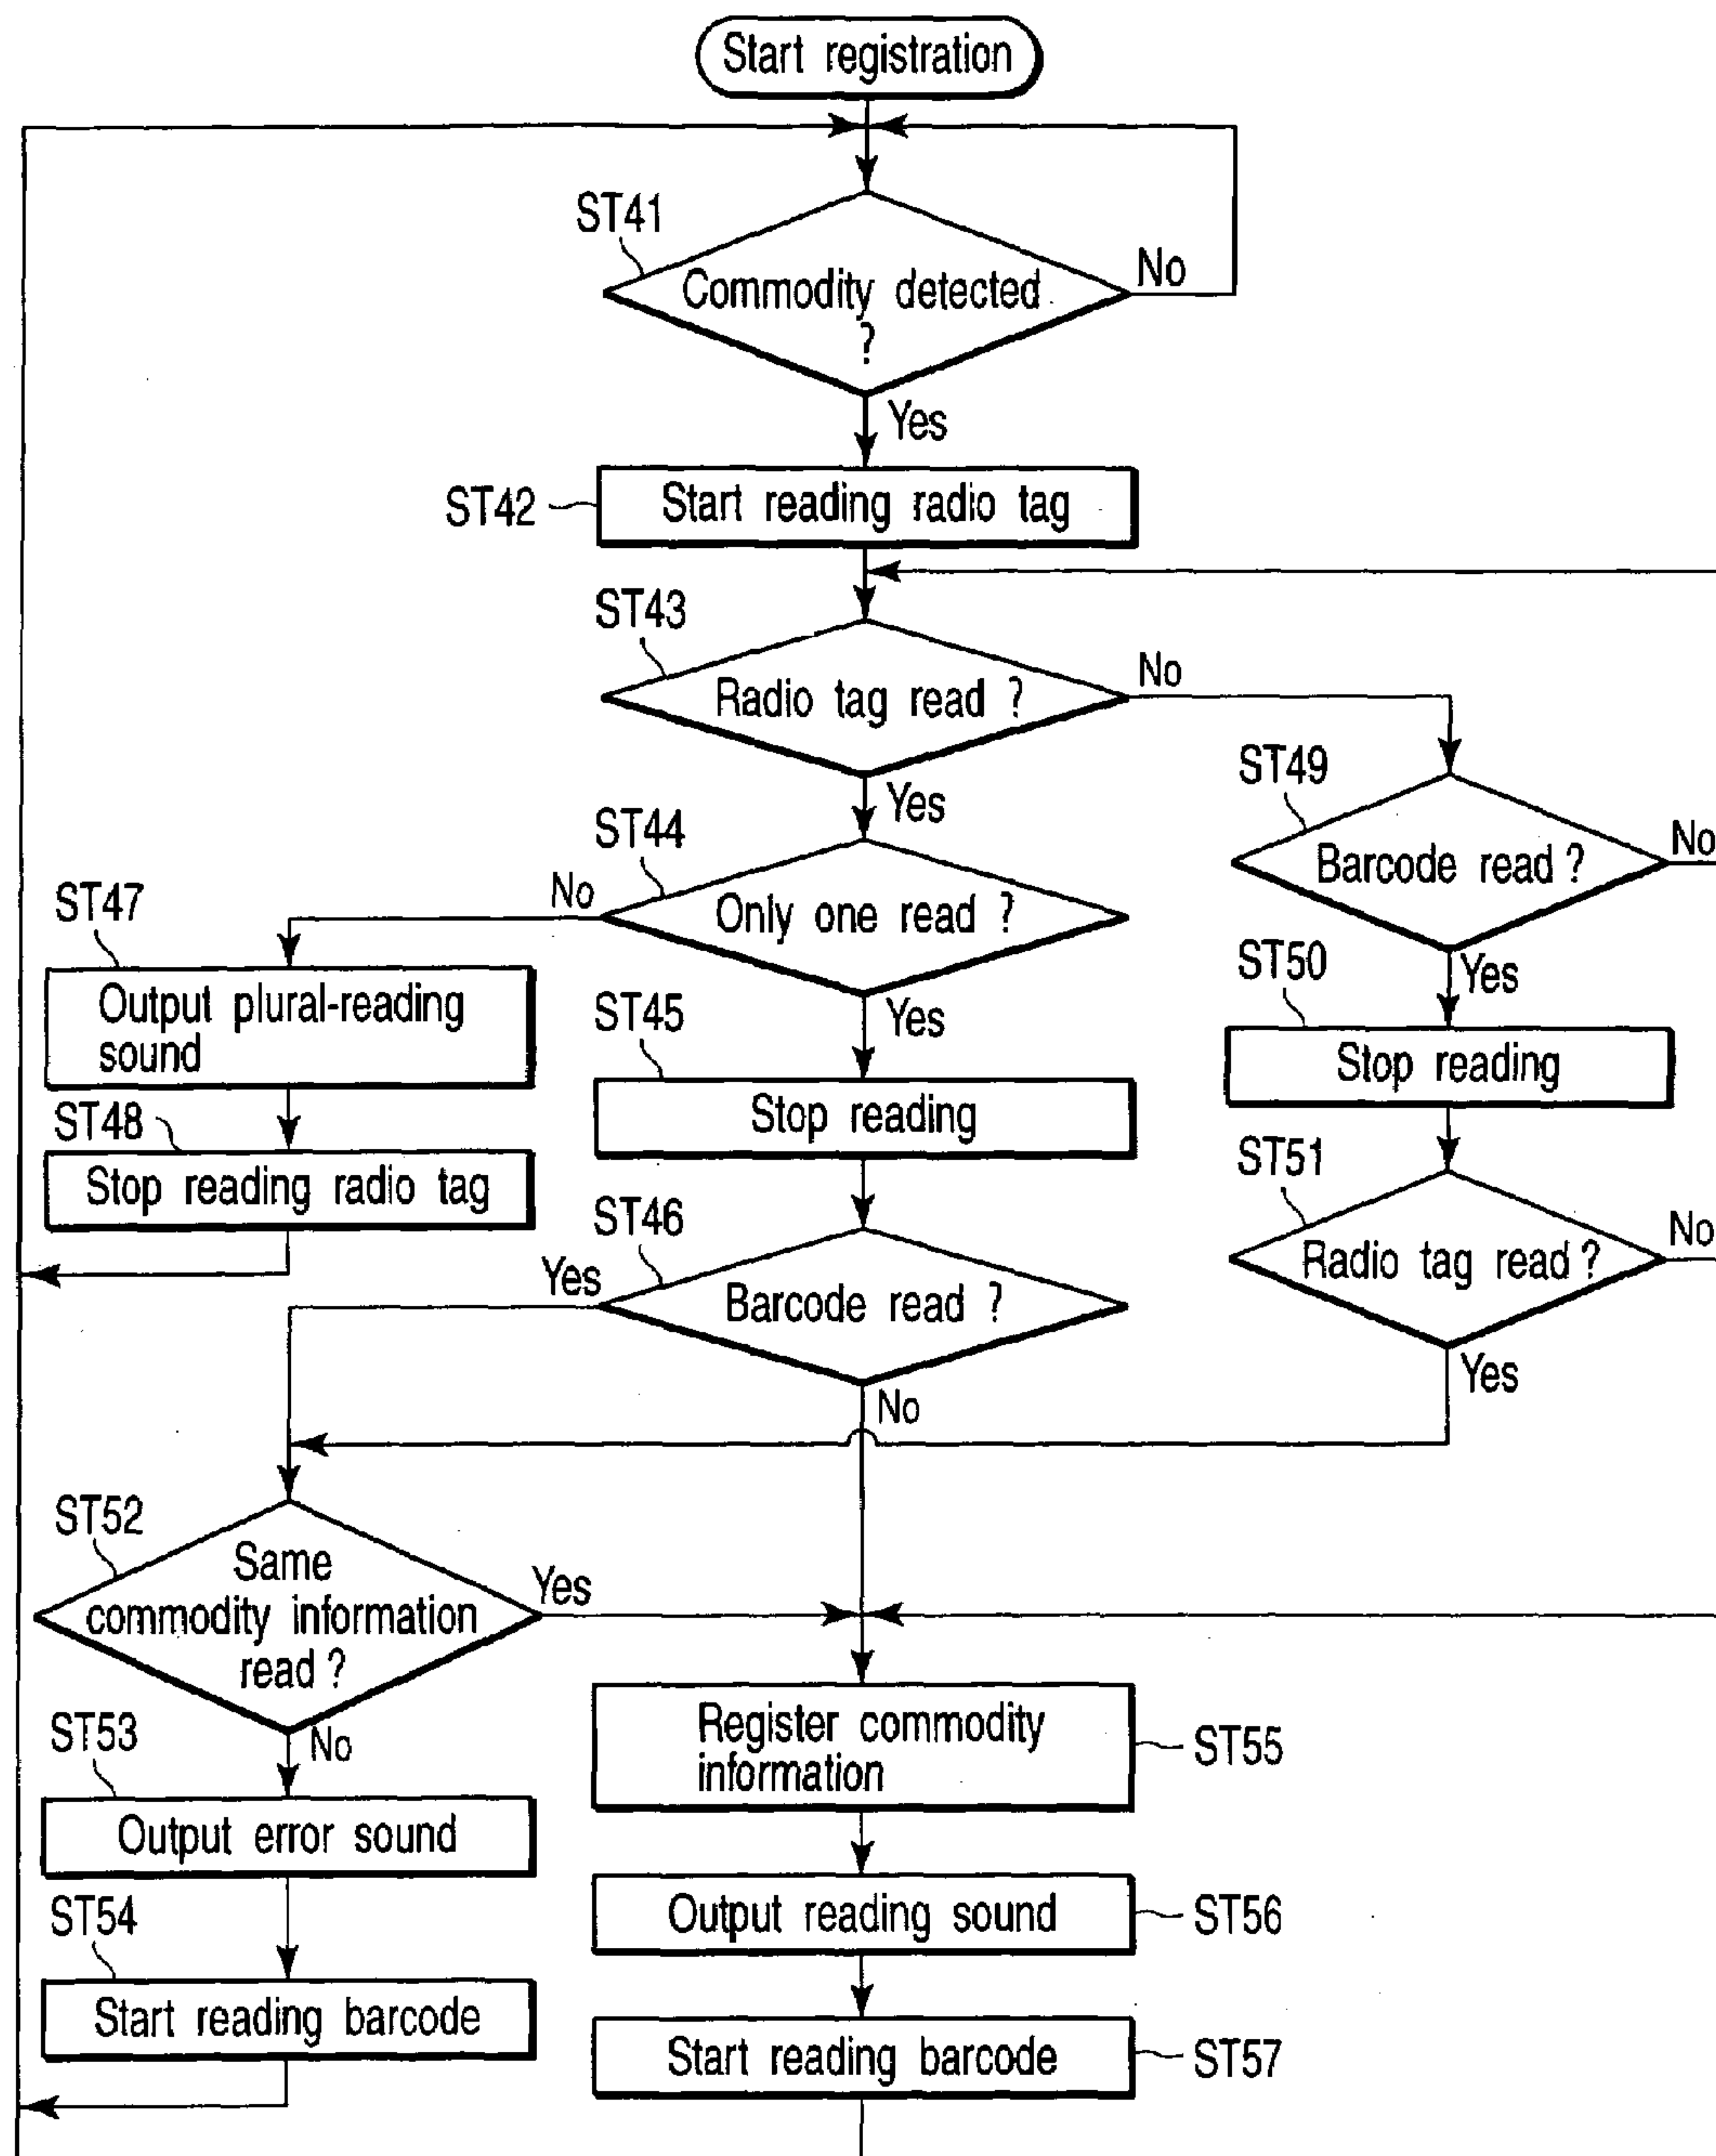 Start registration
ST41
Commodity detected
?
No
Yes
ST42
Start reading radio tag
ST43
Radio tag read ?
No
Yes
ST49
Barcode read ?
No
Yes
ST44
Only one read ?
No
Yes
ST47
Output plural-reading
sound
ST48
Stop reading radio tag
ST45
Stop reading
ST50
Stop reading
ST51
Radio tag read ?
No
Yes
ST46
Barcode read ?
Yes
No
ST52
Same
commodity information
read ?
Yes
No
ST53
Output error sound
ST54
Start reading barcode
Register commodity
information
ST55
Output reading sound
ST56
Start reading barcode
ST57